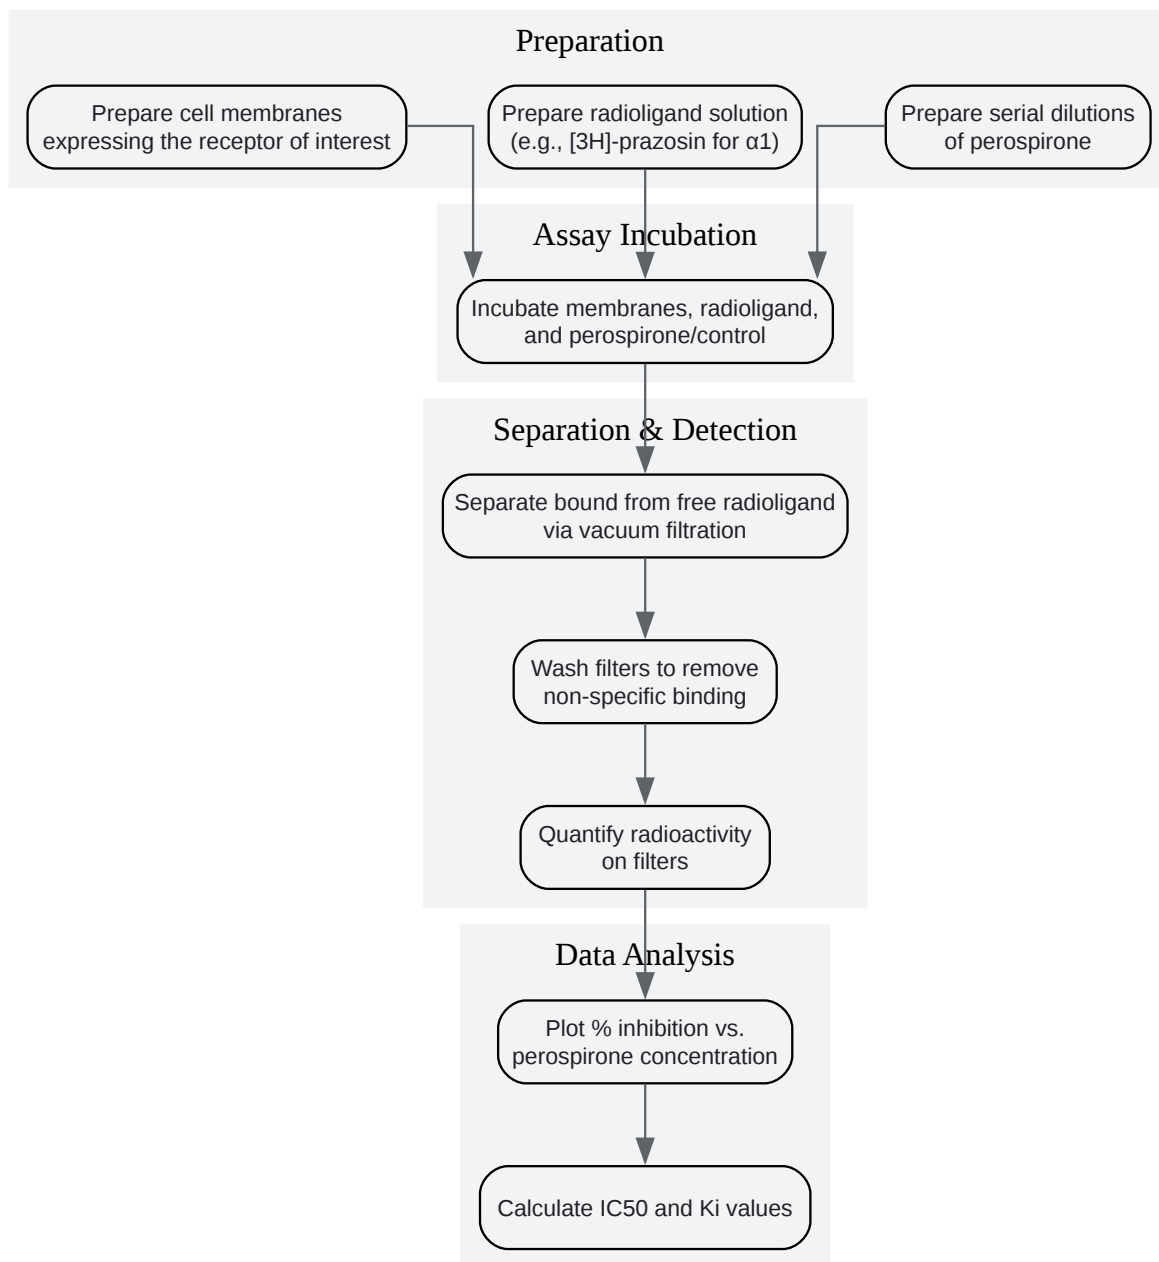 Preparation
Prepare cell membranes
expressing the receptor of interest
Prepare radioligand solution
(e.g., [3H]-prazosin for α1)
Prepare serial dilutions
of perospirone
Assay Incubation
Incubate membranes, radioligand,
and perospirone/control
Separation & Detection
Separate bound from free radioligand
via vacuum filtration
Wash filters to remove
non-specific binding
Quantify radioactivity
on filters
Data Analysis
Plot % inhibition vs.
perospirone concentration
Calculate IC50 and Ki values